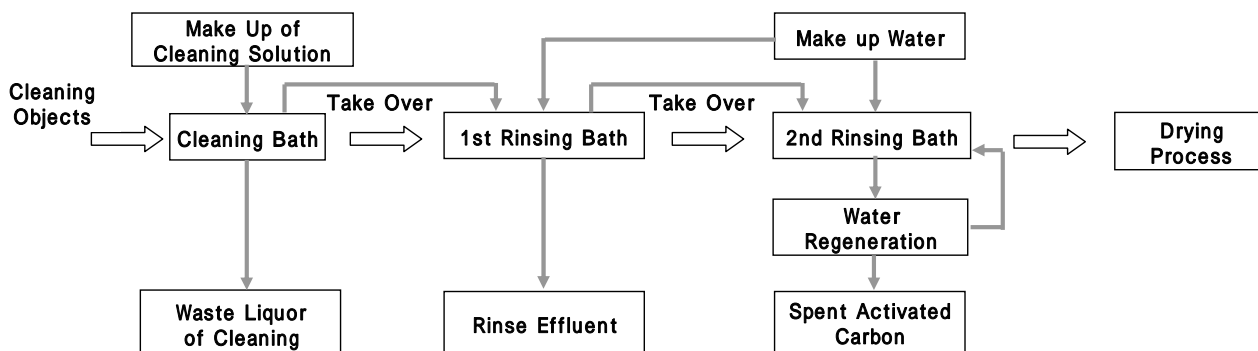 Make Up of
Cleaning Solution
Make up Water
Cleaning
Objects
Take Over
Take Over
Cleaning Bath
1st Rinsing Bath
2nd Rinsing Bath
Drying
Process
Water
Regeneration
Waste Liquor
of Cleaning
Rinse Effluent
Spent Activated
Carbon